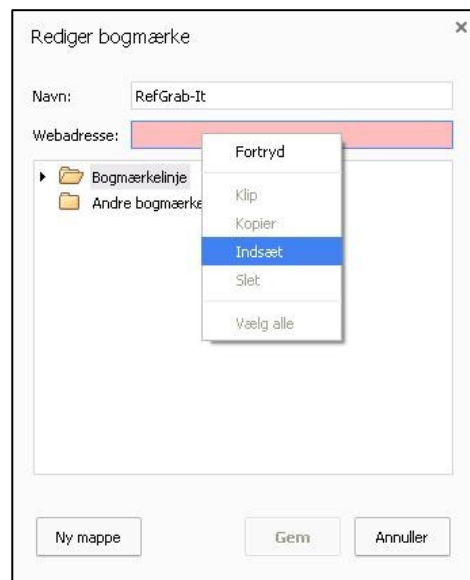 Rediger bogmærke
Navn: RefGrab-It
Webadresse:
Fortryd
Bogmærkelinje
Andre bogmærke
Klip
Kopier
Indsæt
Slet
Vælg alle
Ny mappe Gem Annuller